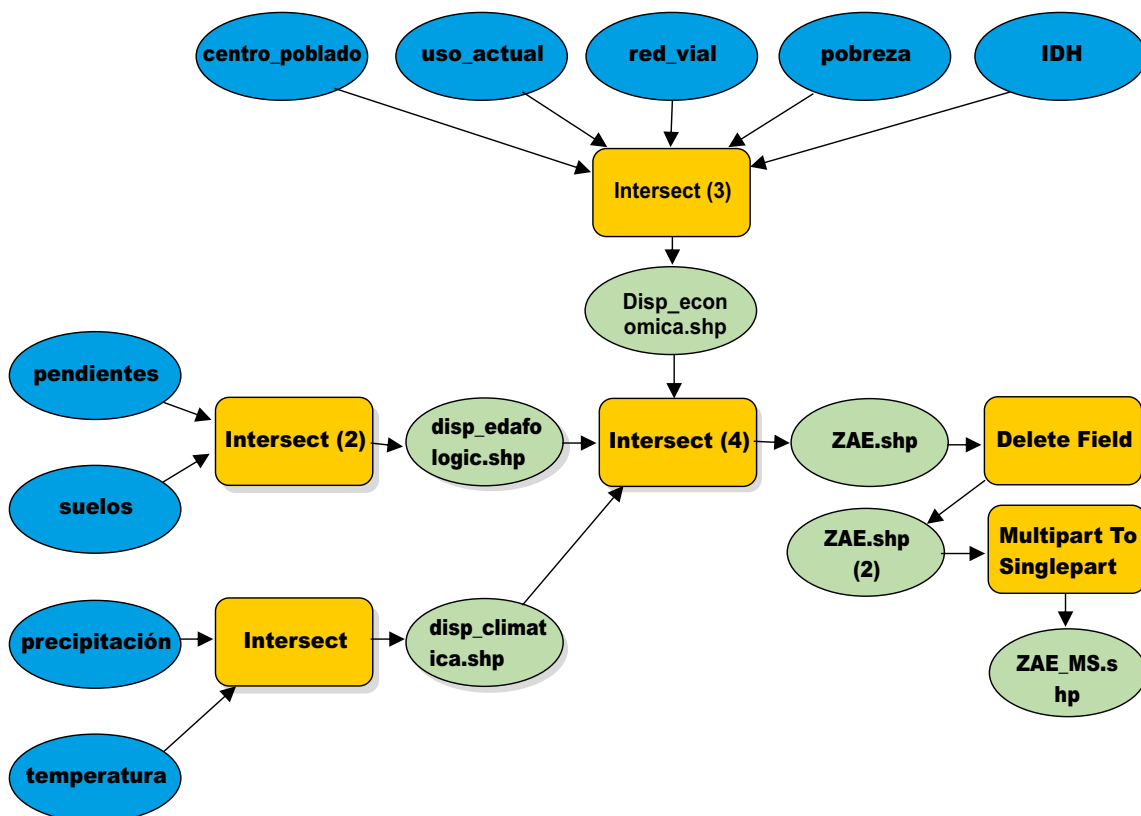 centro_poblado
uso_actual
red_vial
pobreza
IDH
Intersect (3)
Disp_econ
omica.shp
pendientes
suelos
Intersect (2)
disp_edafo
logic.shp
Intersect (4)
ZAE.shp
Delete Field
ZAE.shp
(2)
Multipart To
Singlepart
ZAE_MS.s
hp
precipitación
temperatura
Intersect
disp_climat
ica.shp